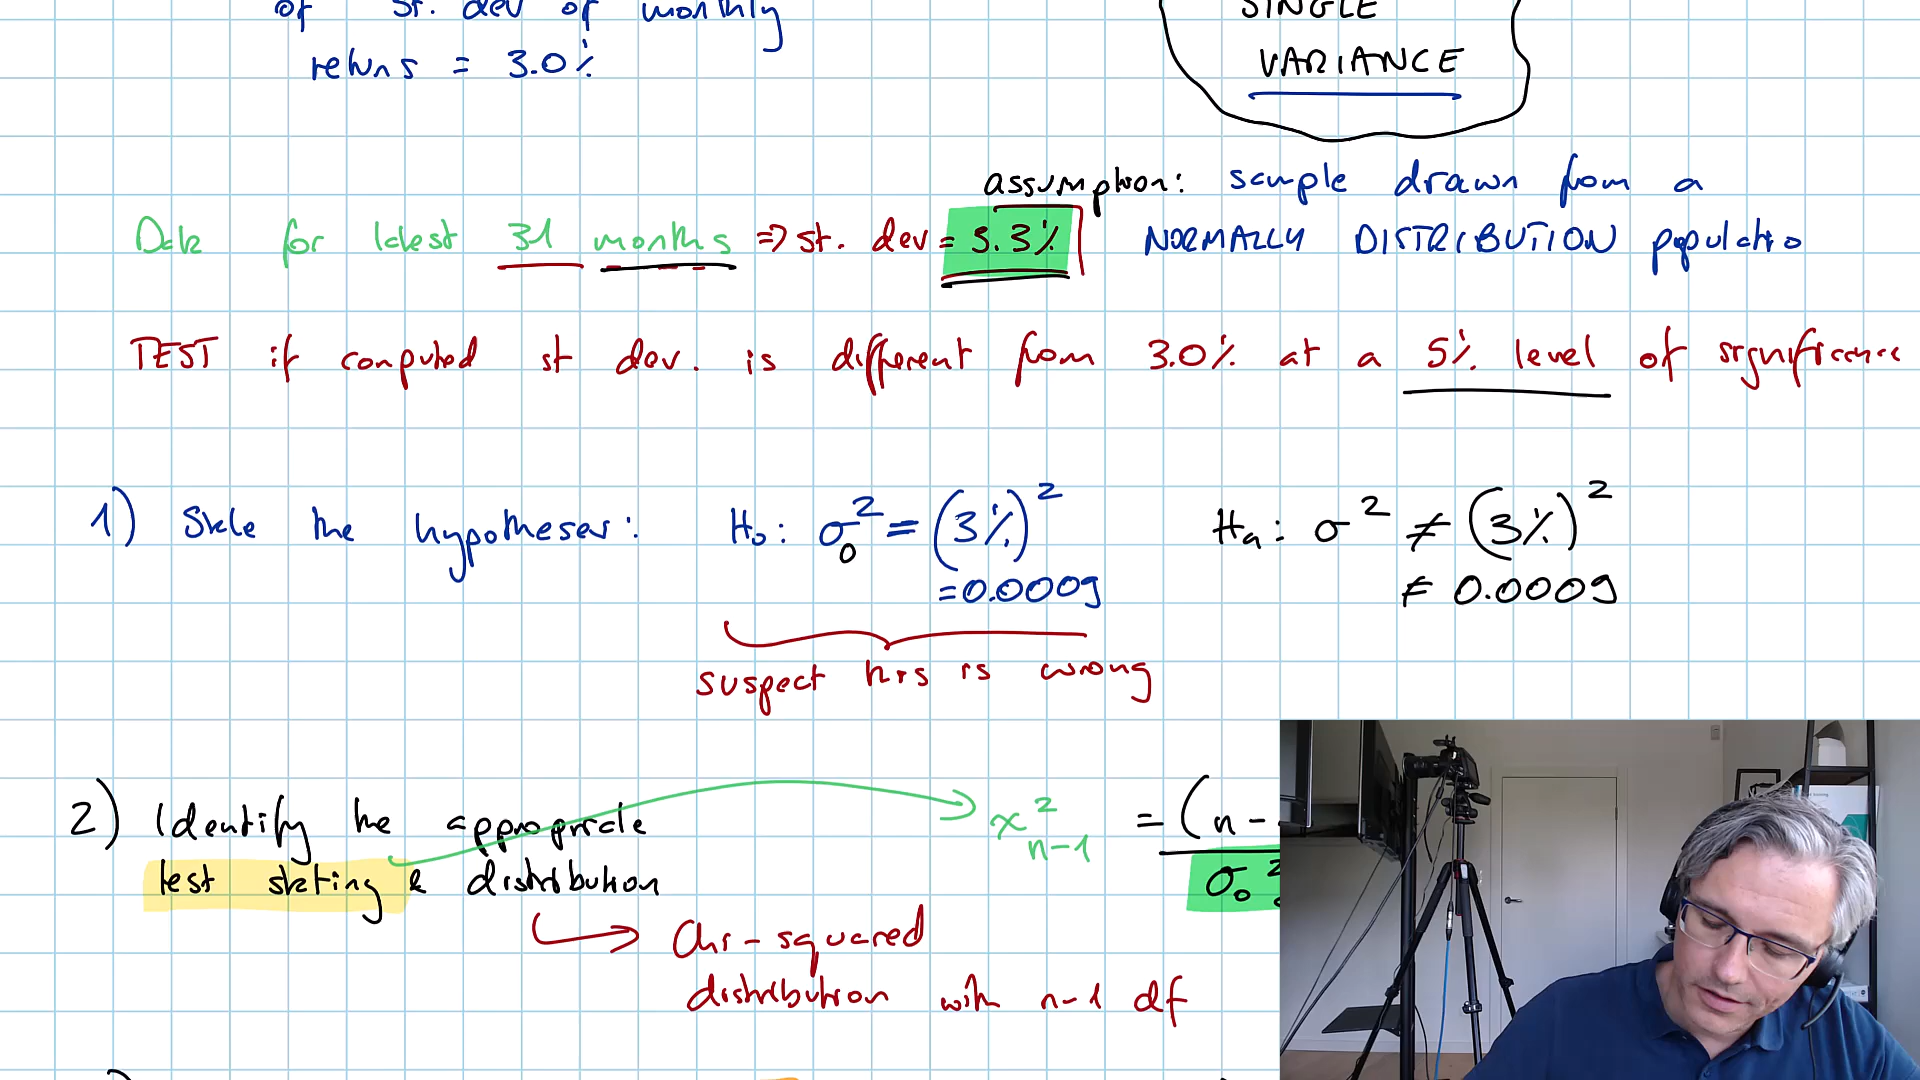 of st. dev of monthly
returns = 3.0%
SINGLE
VARIANCE
assumption: sample drawn from a
NORMALLY DISTRIBUTION populatio
Data for latest 31 months => st. dev = 3.3%
TEST if computed st dev. is different from 3.0% at a 5% level of significance
1) State the hypotheses: H₀: σ₀² = (3%)² Hₐ: σ² ≠ (3%)²
=0.0009 ≠ 0.0009
suspect this is wrong
2) Identify the appropriate x²ₙ₋₁ = (n-
test stating & distribution σ₀²
Chi-squared
distribution with n-1 df